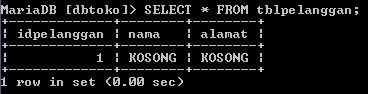 MariaDB [dbtoko]> SELECT * FROM tblpelanggan;
+-------------+--------+--------+
| idpelanggan | nama   | alamat |
+-------------+--------+--------+
|           1 | KOSONG | KOSONG |
+-------------+--------+--------+
1 row in set (0.00 sec)